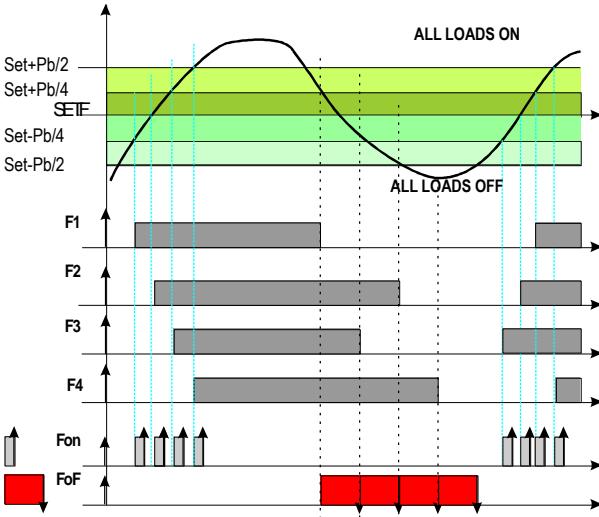 ALL LOADS ON
Set+Pb/2
Set+Pb/4
SETF
Set-Pb/4
Set-Pb/2
ALL LOADS OFF
F1
F2
F3
F4
Fon
FoF